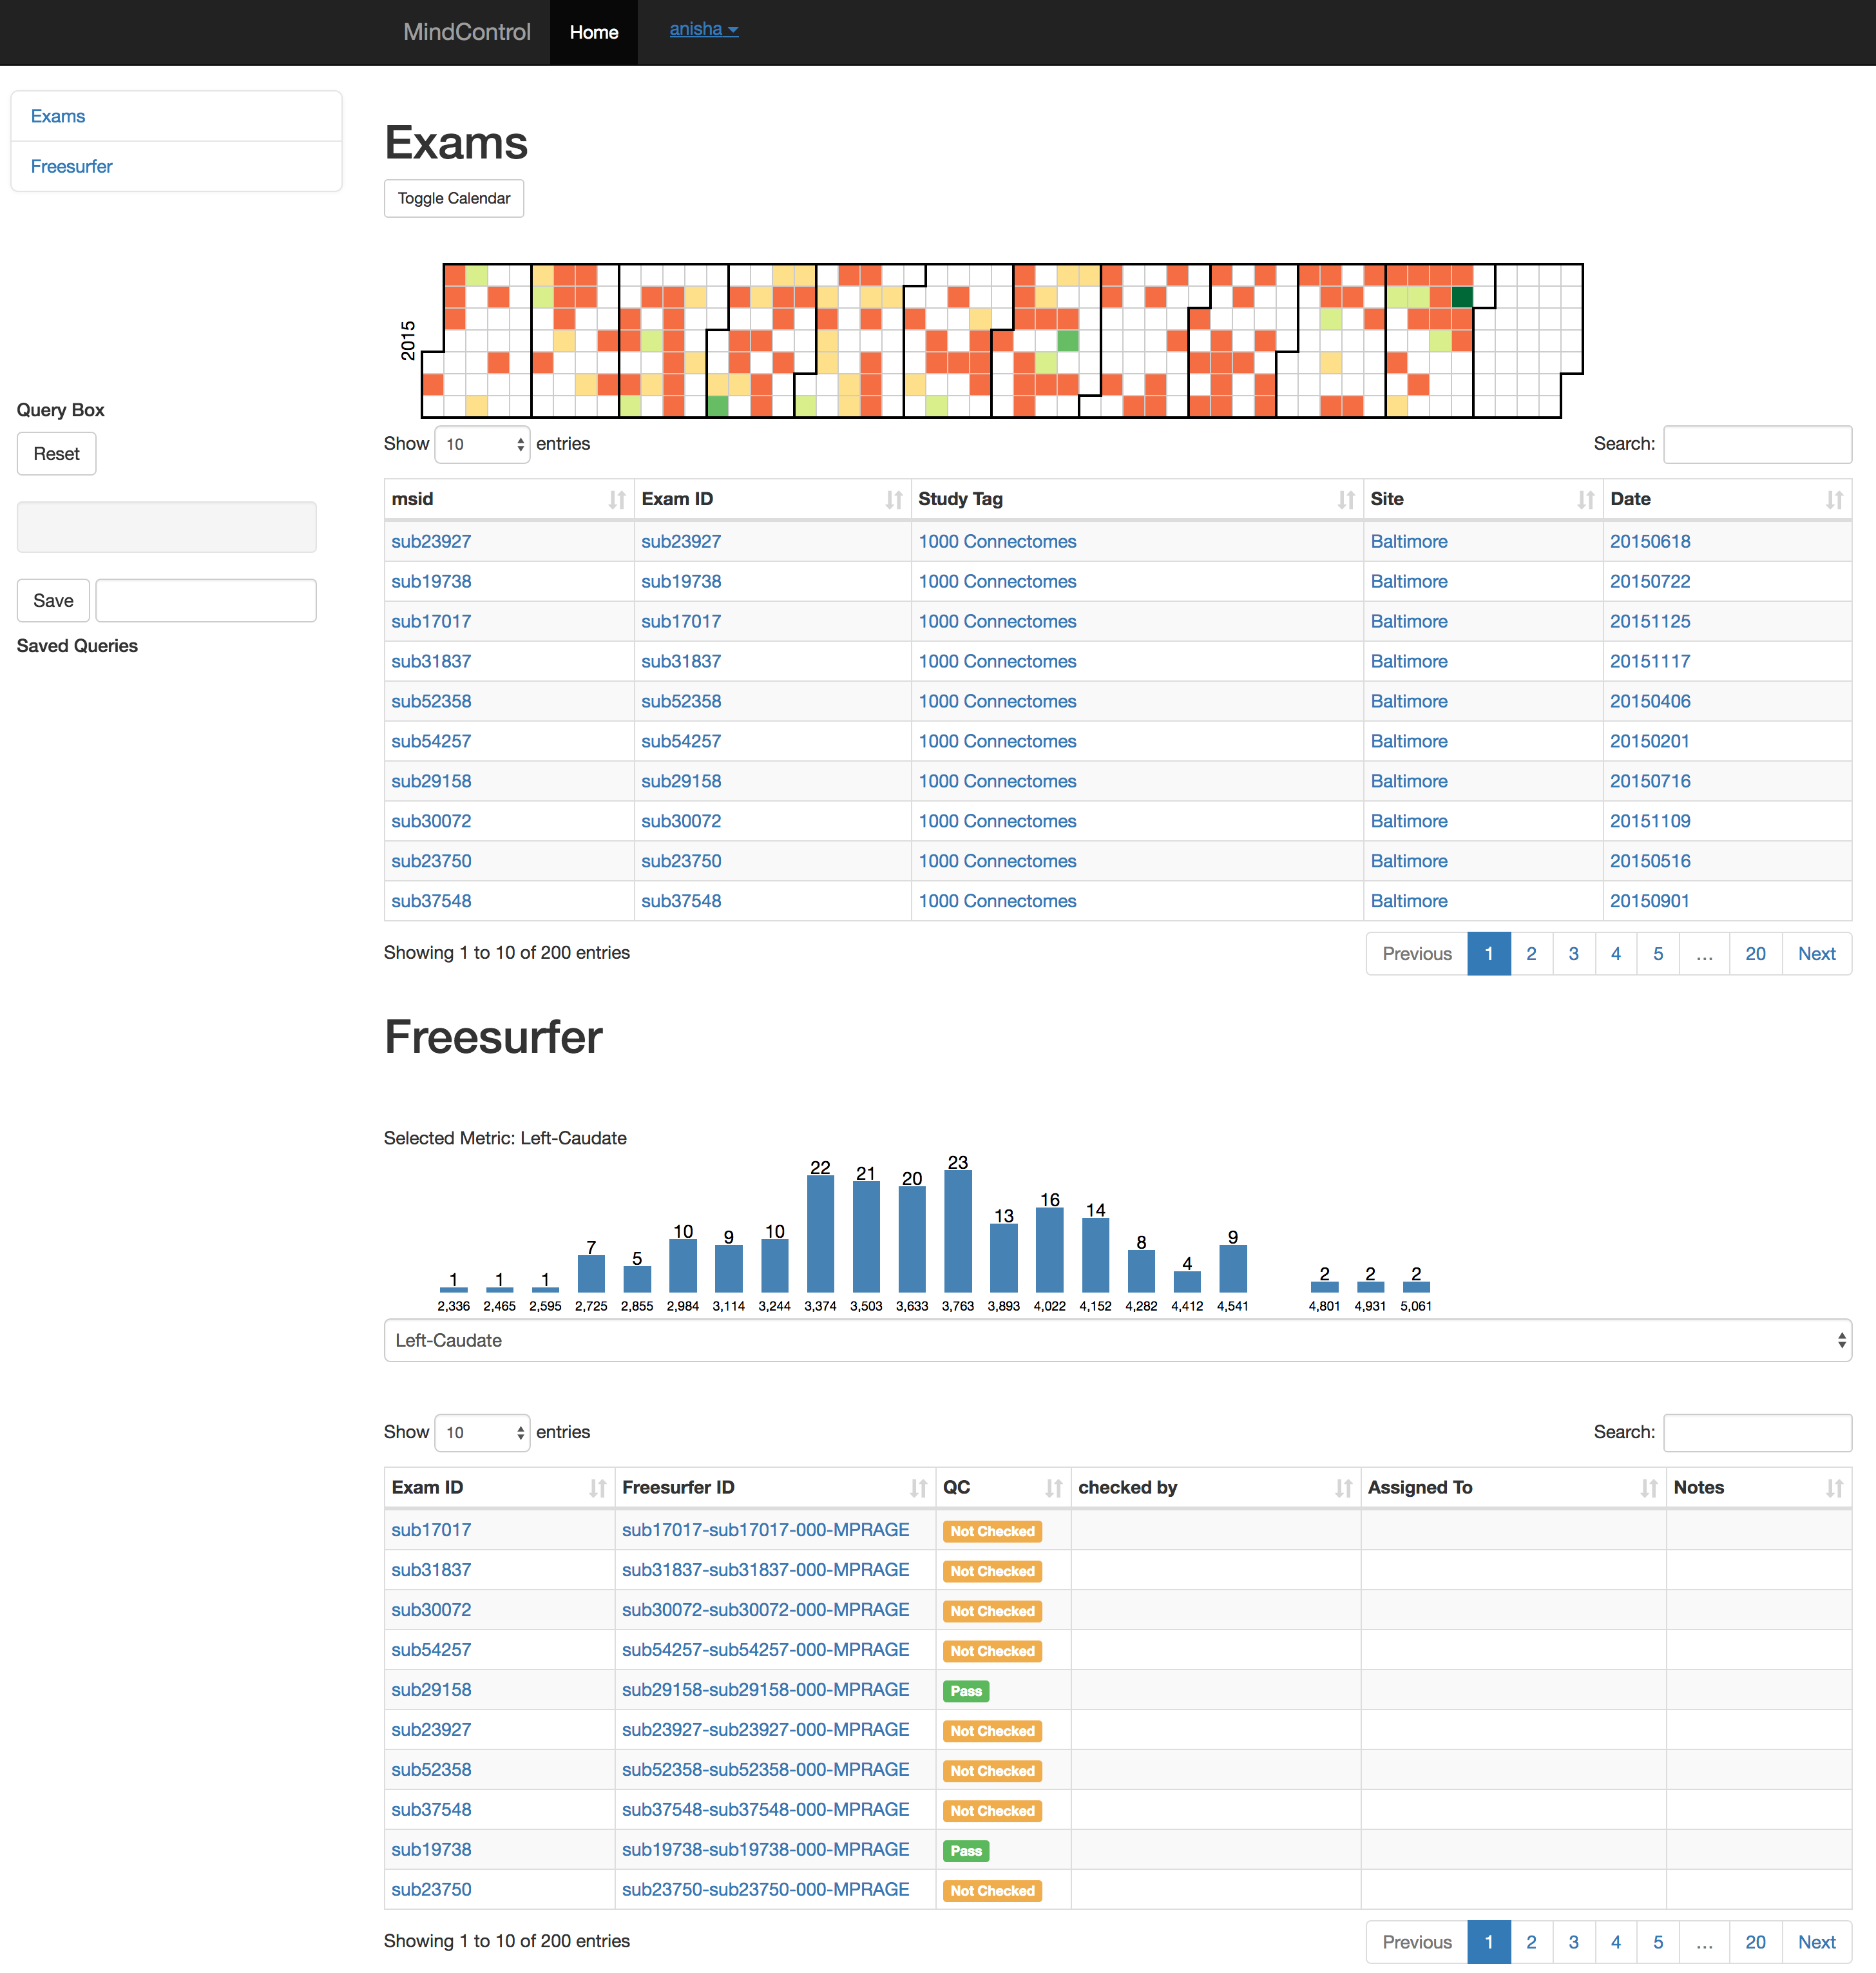 MindControl Home anisha
Exams
Freesurfer
Query Box
Reset
Save
Saved Queries
Exams
Toggle Calendar
2015
Show 10 entries Search:
msid Exam ID Study Tag Site Date
sub23927 sub23927 1000 Connectomes Baltimore 20150618
sub19738 sub19738 1000 Connectomes Baltimore 20150722
sub17017 sub17017 1000 Connectomes Baltimore 20151125
sub31837 sub31837 1000 Connectomes Baltimore 20151117
sub52358 sub52358 1000 Connectomes Baltimore 20150406
sub54257 sub54257 1000 Connectomes Baltimore 20150201
sub29158 sub29158 1000 Connectomes Baltimore 20150716
sub30072 sub30072 1000 Connectomes Baltimore 20151109
sub23750 sub23750 1000 Connectomes Baltimore 20150516
sub37548 sub37548 1000 Connectomes Baltimore 20150901
Showing 1 to 10 of 200 entries Previous 1 2 3 4 5 … 20 Next
Freesurfer
Selected Metric: Left-Caudate
1 1 1 7 5 10 9 10 22 21 20 23 13 16 14 8 4 9 2 2 2
2,336 2,465 2,595 2,725 2,855 2,984 3,114 3,244 3,374 3,503 3,633 3,763 3,893 4,022 4,152 4,282 4,412 4,541 4,801 4,931 5,061
Left-Caudate
Show 10 entries Search:
Exam ID Freesurfer ID QC checked by Assigned To Notes
sub17017 sub17017-sub17017-000-MPRAGE Not Checked
sub31837 sub31837-sub31837-000-MPRAGE Not Checked
sub30072 sub30072-sub30072-000-MPRAGE Not Checked
sub54257 sub54257-sub54257-000-MPRAGE Not Checked
sub29158 sub29158-sub29158-000-MPRAGE Pass
sub23927 sub23927-sub23927-000-MPRAGE Not Checked
sub52358 sub52358-sub52358-000-MPRAGE Not Checked
sub37548 sub37548-sub37548-000-MPRAGE Not Checked
sub19738 sub19738-sub19738-000-MPRAGE Pass
sub23750 sub23750-sub23750-000-MPRAGE Not Checked
Showing 1 to 10 of 200 entries Previous 1 2 3 4 5 … 20 Next